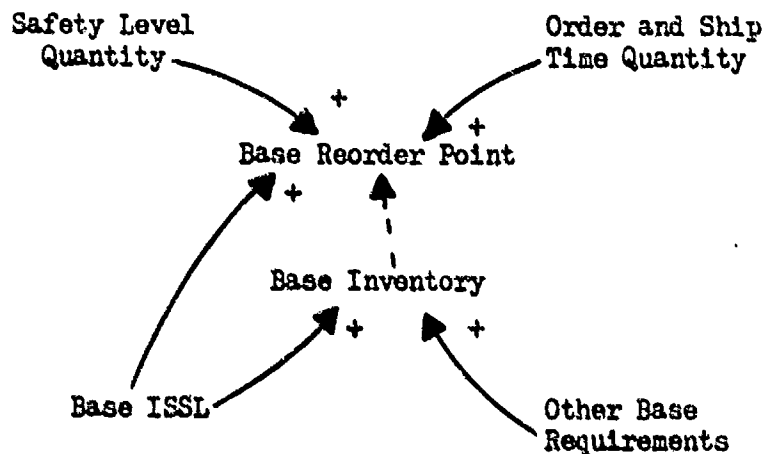 Safety Level
Quantity
Order and Ship
Time Quantity
+
+
Base Reorder Point
+
Base Inventory
+
+
Base ISSL
Other Base
Requirements